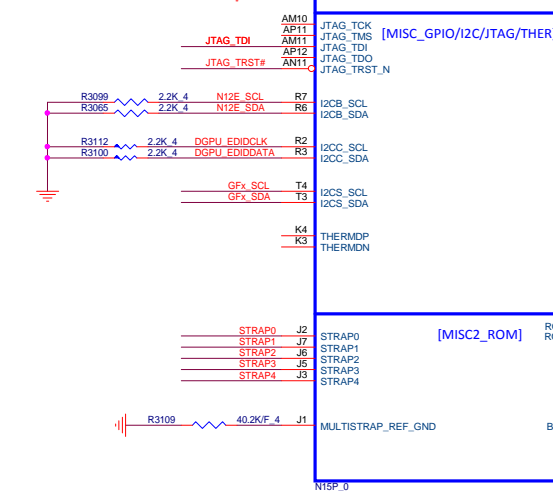 AM10 JTAG_TCK
AP11 JTAG_TMS [MISC_GPIO/I2C/JTAG/THER
JTAG_TDI AM11 JTAG_TDI
AP12 JTAG_TDO
JTAG_TRST# AN11 JTAG_TRST_N
R3099 2.2K_4 N12E_SCL R7 I2CB_SCL
R3065 2.2K_4 N12E_SDA R6 I2CB_SDA
R3112 2.2K_4 DGPU_EDIDCLK R2 I2CC_SCL
R3100 2.2K_4 DGPU_EDIDDATA R3 I2CC_SDA
GFx_SCL T4 I2CS_SCL
GFx_SDA T3 I2CS_SDA
K4 THERMDP
K3 THERMDN
STRAP0 J2 STRAP0 [MISC2_ROM]
STRAP1 J7 STRAP1
STRAP2 J6 STRAP2
STRAP3 J5 STRAP3
STRAP4 J3 STRAP4
R3109 40.2K/F_4 J1 MULTISTRAP_REF_GND B
N15P_0